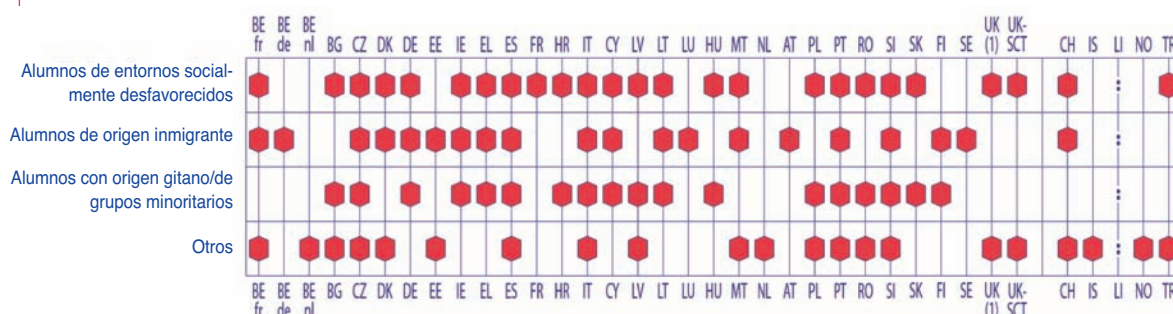 BE fr BE de BE nl BG CZ DK DE EE IE EL ES FR HR IT CY LV LT LU HU MT NL AT PL PT RO SI SK FI SE UK (1) UK-SCT CH IS LI NO TR
Alumnos de entornos social-
mente desfavorecidos
:
Alumnos de origen inmigrante
:
Alumnos con origen gitano/de
grupos minoritarios
:
Otros
:
BE fr BE de BE nl BG CZ DK DE EE IE EL ES FR HR IT CY LV LT LU HU MT NL AT PL PT RO SI SK FI SE UK (1) UK-SCT CH IS LI NO TR